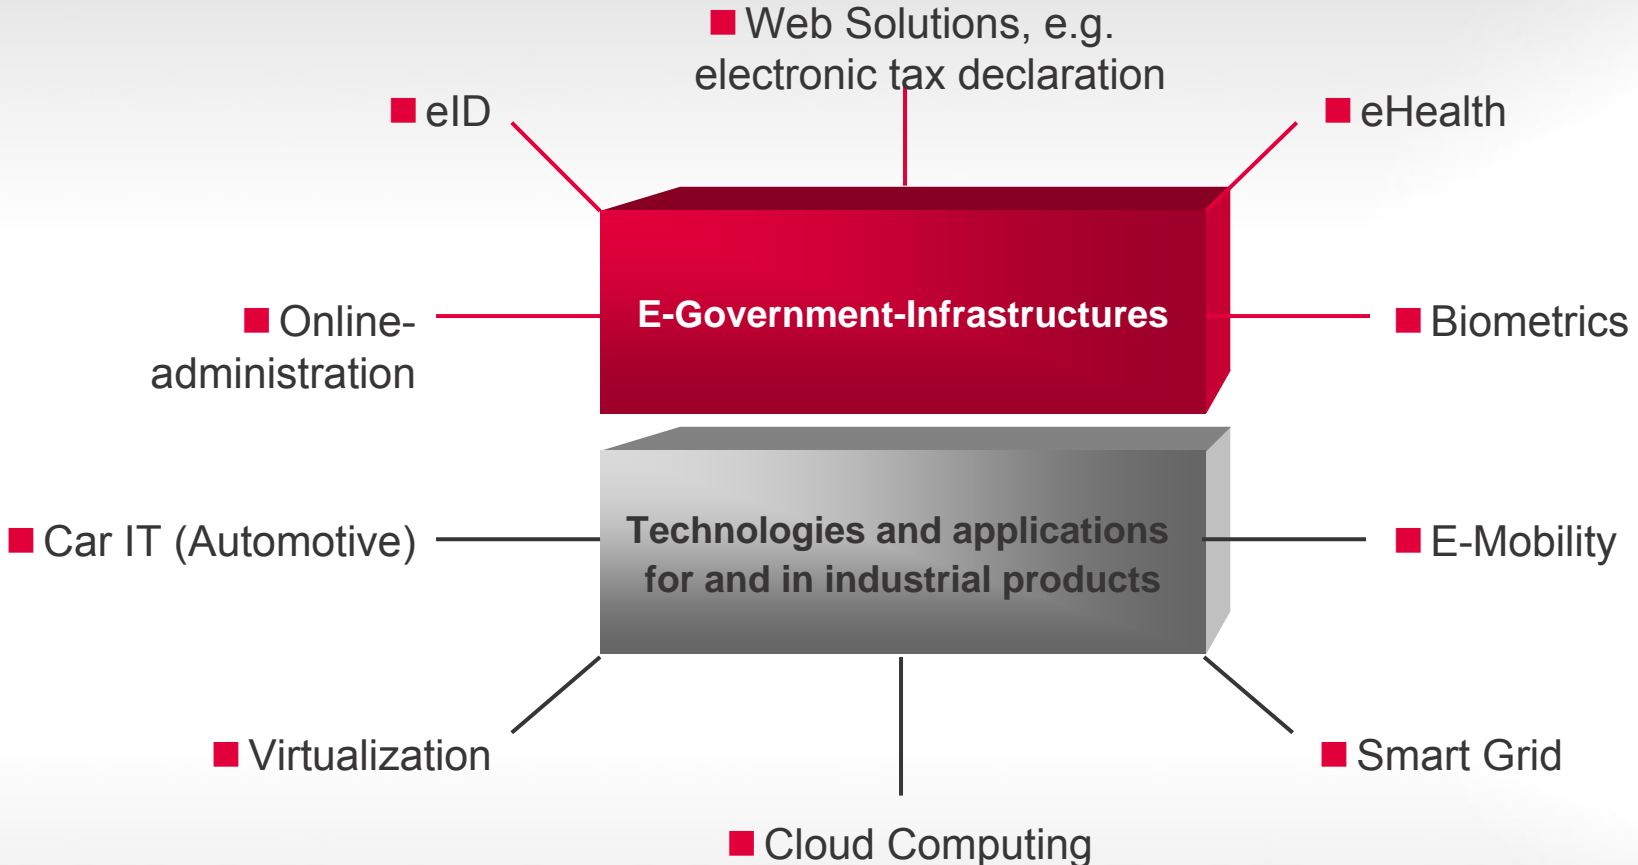 Web Solutions, e.g.
electronic tax declaration
eID
eHealth
E-Government-Infrastructures
Online-
administration
Biometrics
Technologies and applications
for and in industrial products
Car IT (Automotive)
E-Mobility
Virtualization
Smart Grid
Cloud Computing